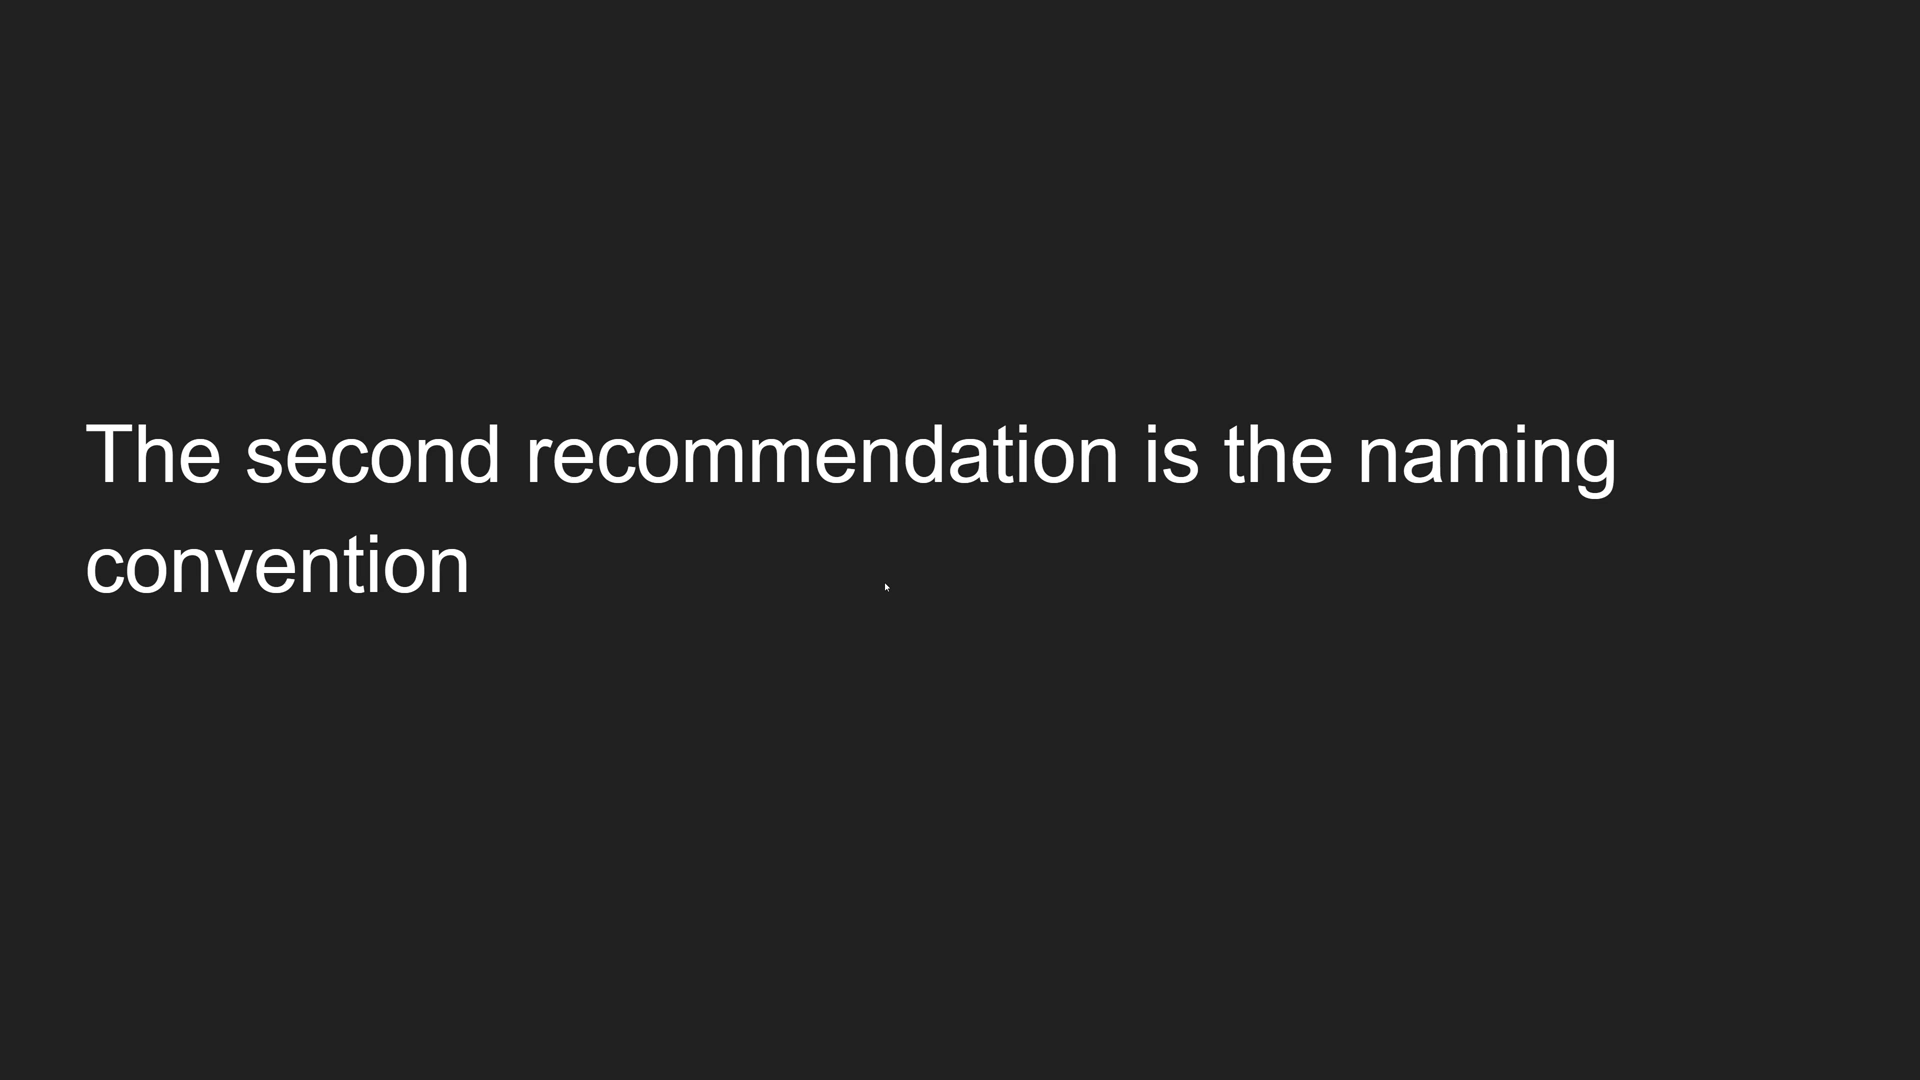 The second recommendation is the naming
convention